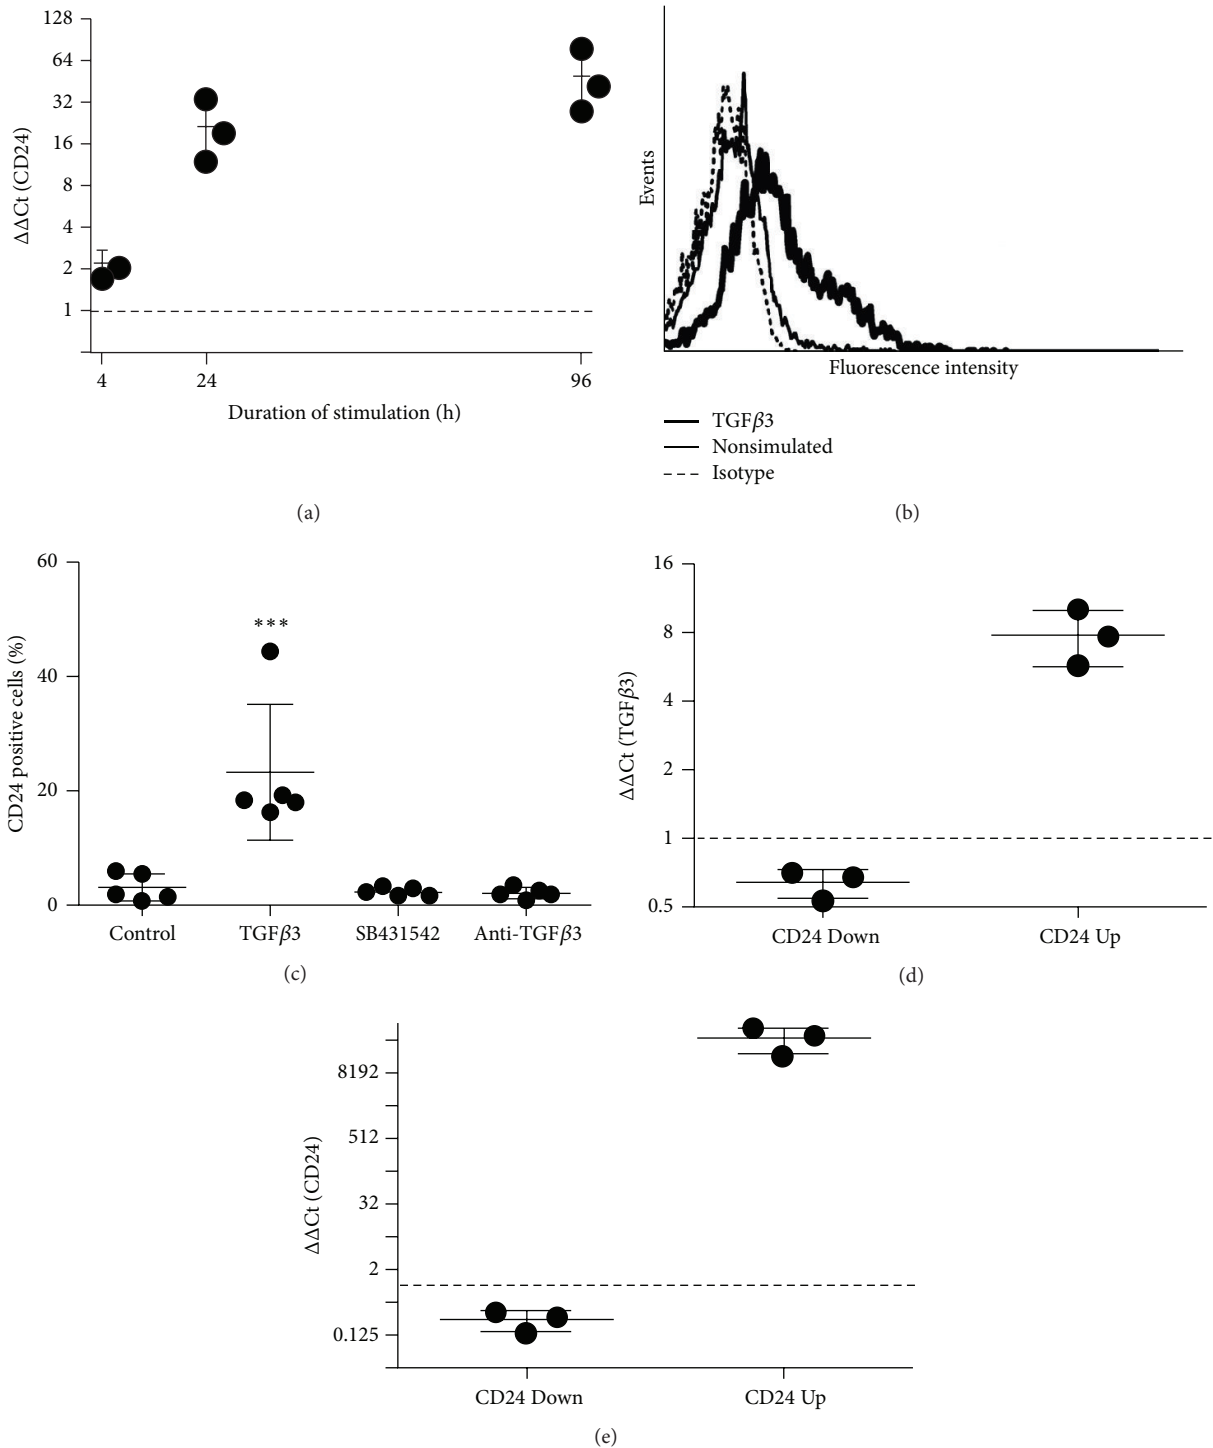 128
64
32
16
8
4
2
1
ΔΔCt (CD24)
4
24
96
Duration of stimulation (h)
(a)
Events
Fluorescence intensity
TGFβ3
Nonsimulated
Isotype
(b)
60
40
20
0
CD24 positive cells (%)
***
Control
TGFβ3
SB431542
Anti-TGFβ3
(c)
16
8
4
2
1
0.5
ΔΔCt (TGFβ3)
CD24 Down
CD24 Up
(d)
8192
512
32
2
0.125
ΔΔCt (CD24)
CD24 Down
CD24 Up
(e)